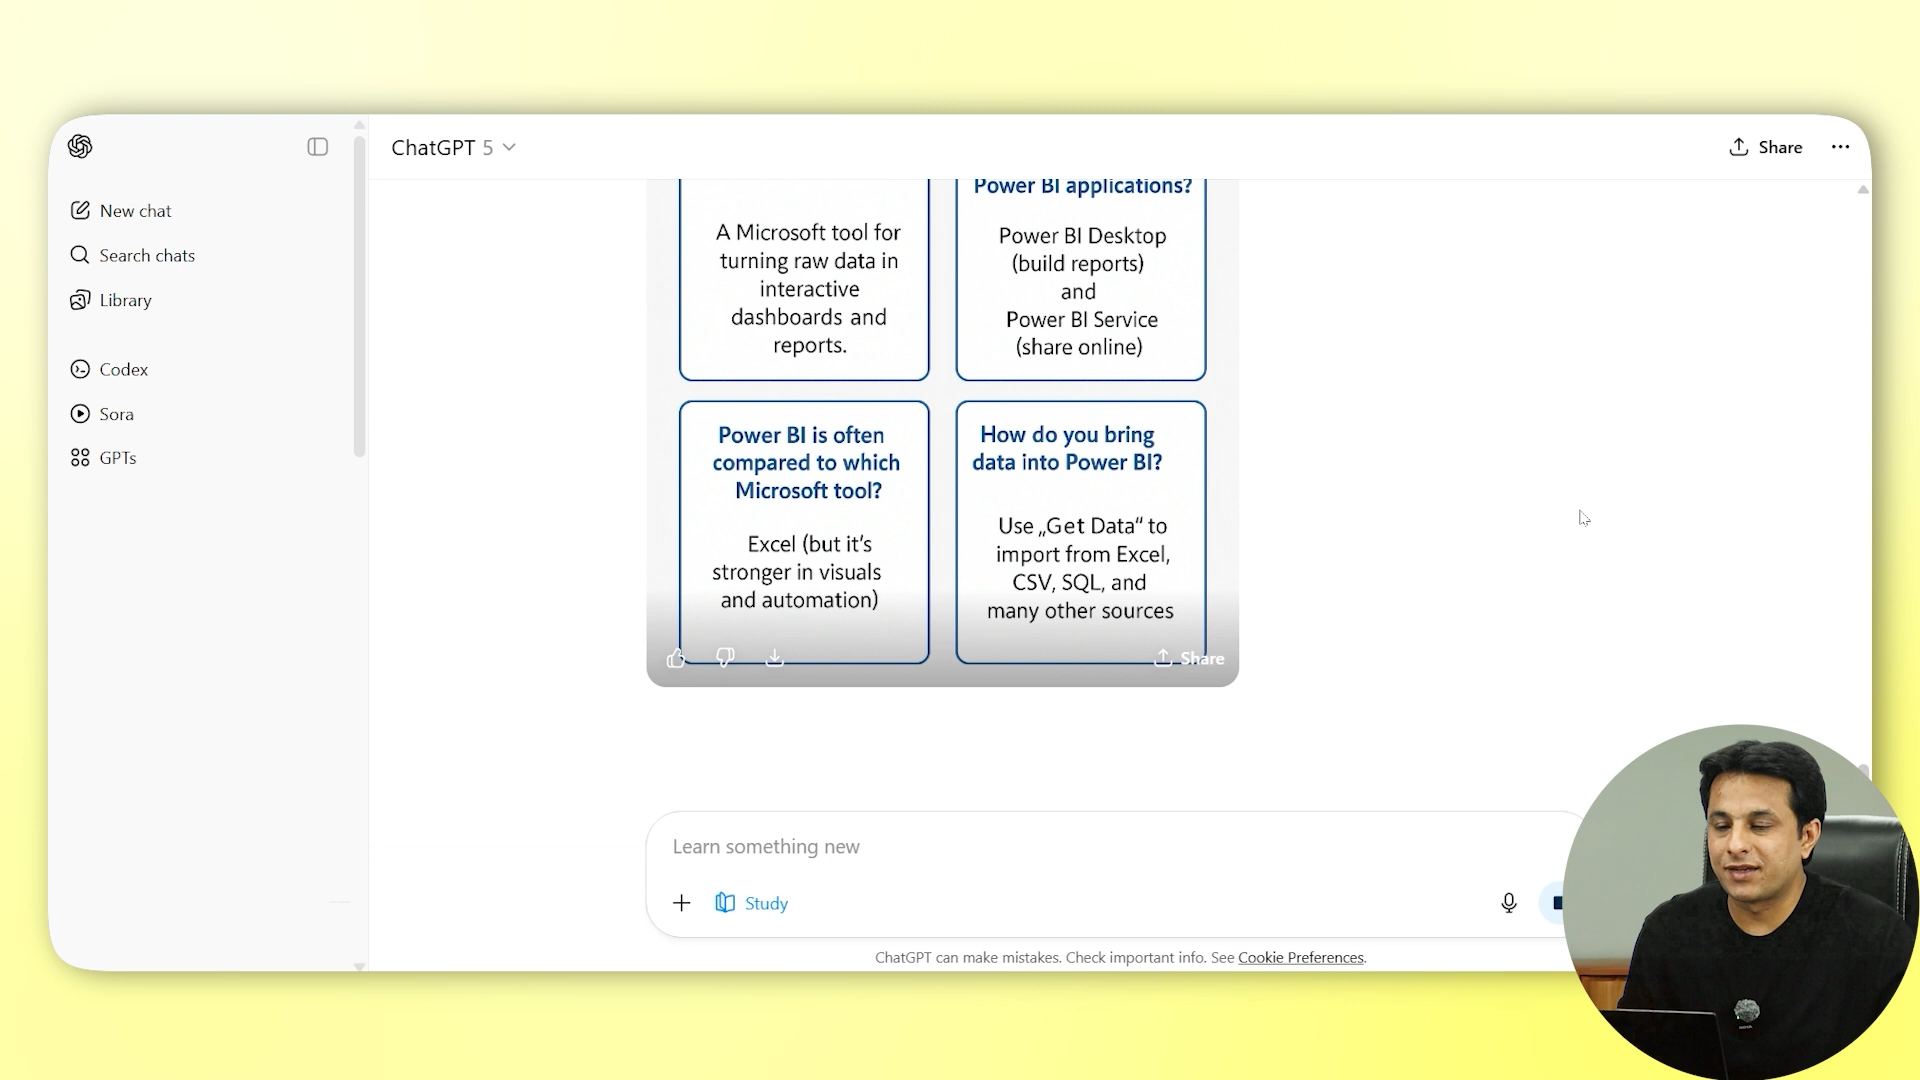 ChatGPT 5
Share
New chat
Search chats
Library
Codex
Sora
GPTs
A Microsoft tool for
turning raw data in
interactive
dashboards and
reports.
Power BI applications?
Power BI Desktop
(build reports)
and
Power BI Service
(share online)
Power BI is often
compared to which
Microsoft tool?
Excel (but it's
stronger in visuals
and automation)
How do you bring
data into Power BI?
Use „Get Data“ to
import from Excel,
CSV, SQL, and
many other sources
Share
Learn something new
Study
ChatGPT can make mistakes. Check important info. See Cookie Preferences.